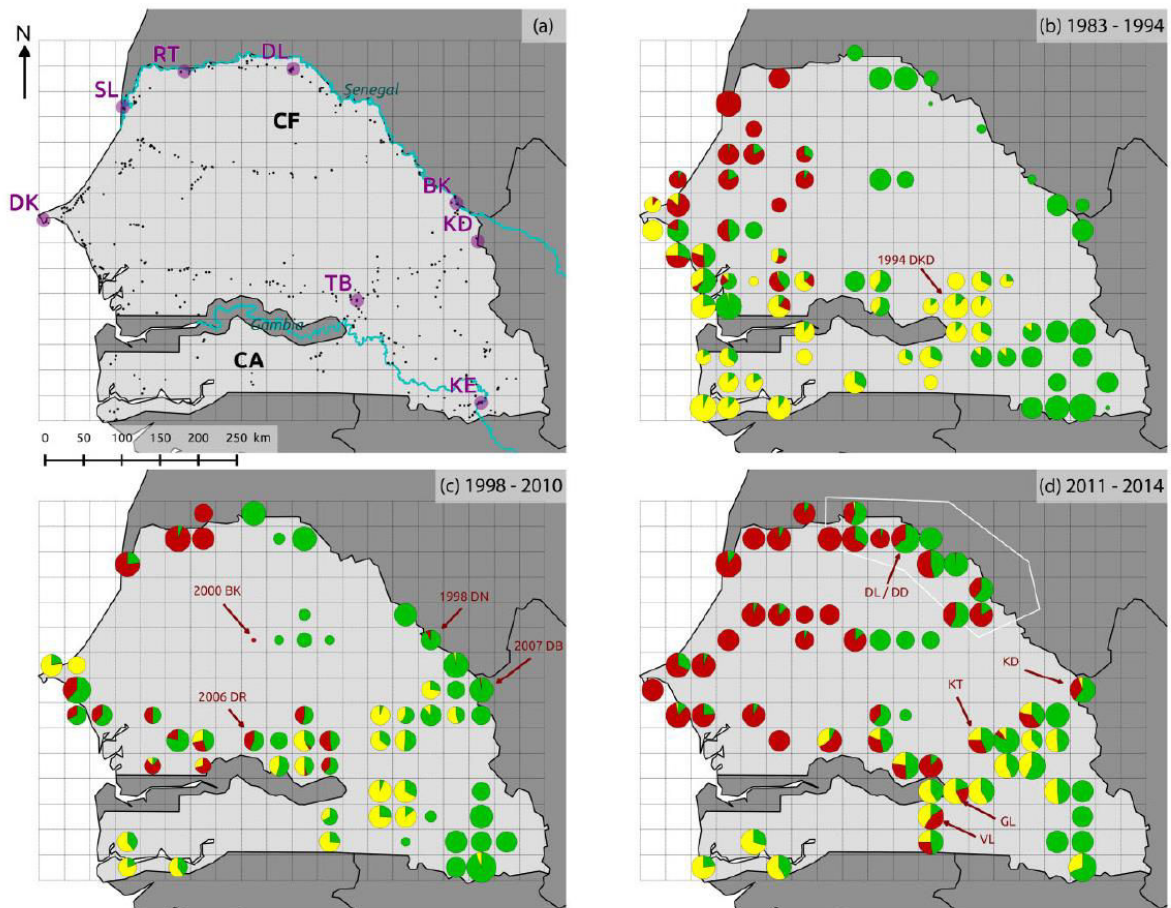 (a)
N
RT
DL
SL
Senegal
CF
DK
BK
KD
TB
Gambia
CA
KE
0 50 100 150 200 250 km
(b) 1983 - 1994
1994 DKD
(c) 1998 - 2010
2000 BK
1998 DN
2007 DB
2006 DR
(d) 2011 - 2014
DL / DD
KD
KT
GL
VL